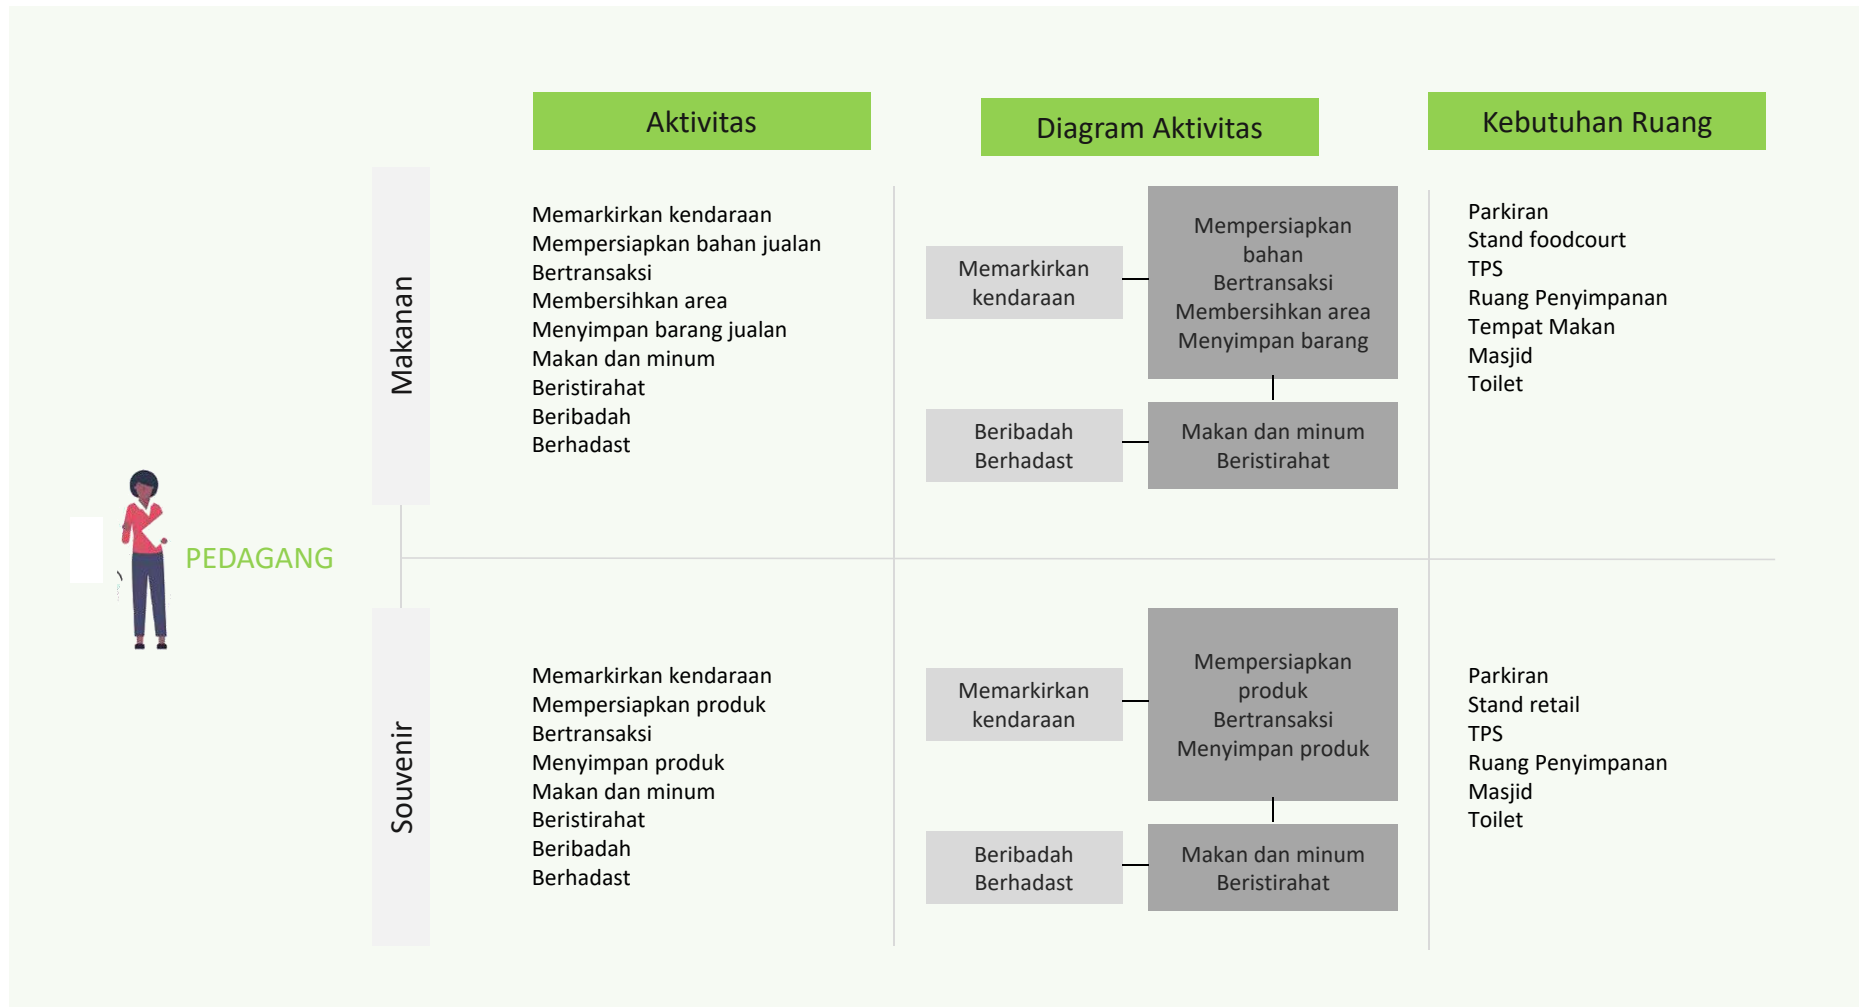 Aktivitas
Diagram Aktivitas
Kebutuhan Ruang
PEDAGANG
Makanan
Memarkirkan kendaraan
Mempersiapkan bahan jualan
Bertransaksi
Membersihkan area
Menyimpan barang jualan
Makan dan minum
Beristirahat
Beribadah
Berhadast
Memarkirkan
kendaraan
Mempersiapkan
bahan
Bertransaksi
Membersihkan area
Menyimpan barang
Beribadah
Berhadast
Makan dan minum
Beristirahat
Parkiran
Stand foodcourt
TPS
Ruang Penyimpanan
Tempat Makan
Masjid
Toilet
Souvenir
Memarkirkan kendaraan
Mempersiapkan produk
Bertransaksi
Menyimpan produk
Makan dan minum
Beristirahat
Beribadah
Berhadast
Memarkirkan
kendaraan
Mempersiapkan
produk
Bertransaksi
Menyimpan produk
Beribadah
Berhadast
Makan dan minum
Beristirahat
Parkiran
Stand retail
TPS
Ruang Penyimpanan
Masjid
Toilet